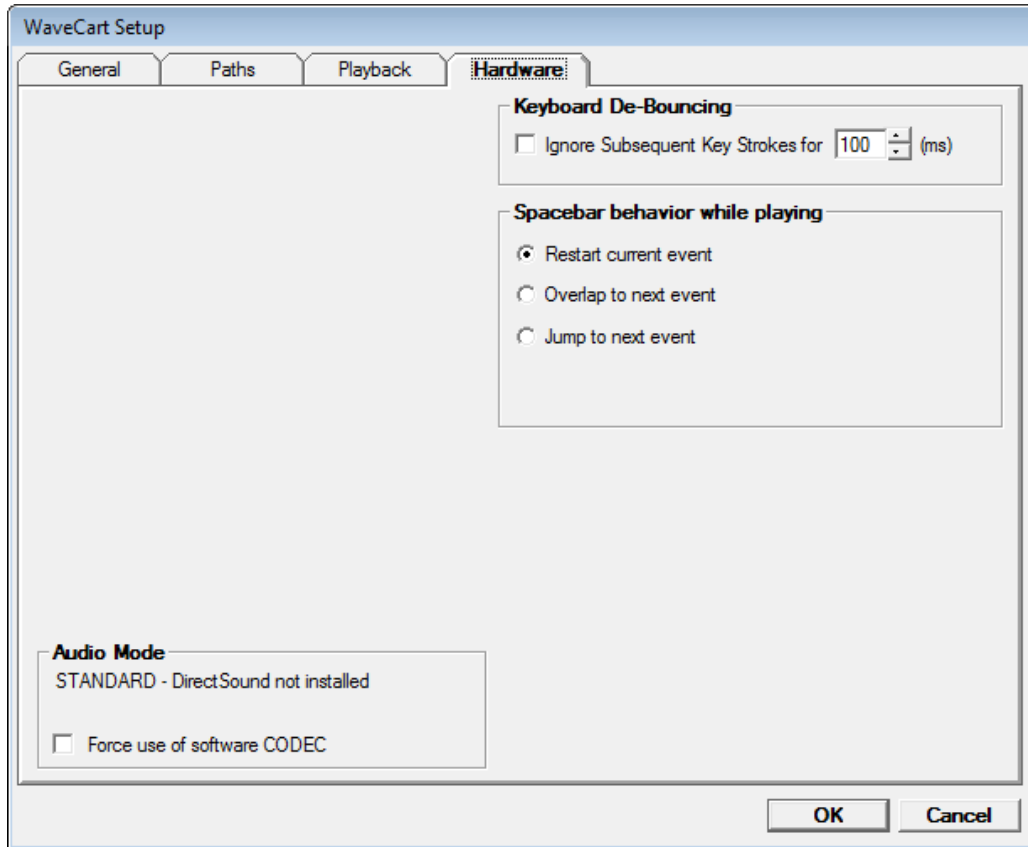 WaveCart Setup
General Paths Playback Hardware
Keyboard De-Bouncing
Ignore Subsequent Key Strokes for 100 (ms)
Spacebar behavior while playing
Restart current event
Overlap to next event
Jump to next event
Audio Mode
STANDARD - DirectSound not installed
Force use of software CODEC
OK Cancel